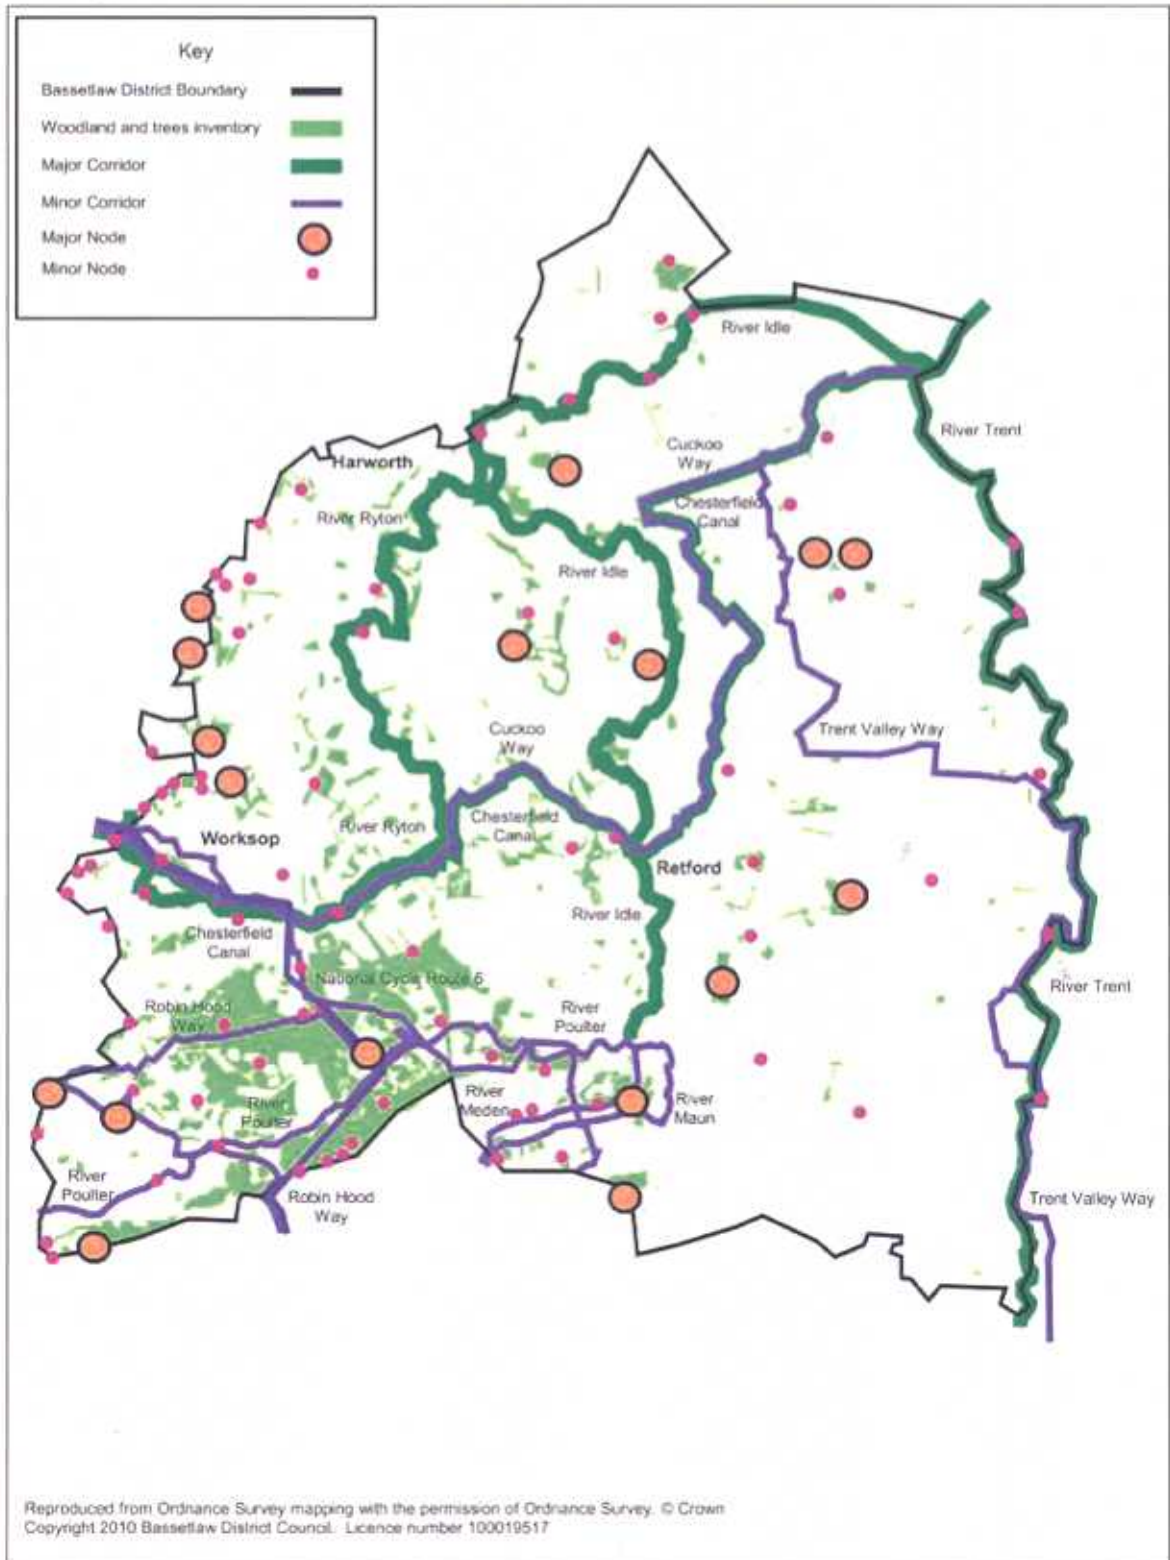 Key
Bassetlaw District Boundary
Woodland and trees inventory
Major Corridor
Minor Corridor
Major Node
Minor Node
River Idle
River Trent
Cuckoo
Way
Harworth
Chesterfield
Canal
River Ryton
River Idle
Trent Valley Way
Cuckoo
Way
Chesterfield
Canal
River Ryton
Worksop
Retford
River Idle
Chesterfield
Canal
National Cycle Route 6
River Trent
Robin Hood
Way
River
Poulter
River
Meden
River
Maun
River
Poulter
River
Poulter
Robin Hood
Way
Trent Valley Way
Reproduced from Ordnance Survey mapping with the permission of Ordnance Survey. © Crown
Copyright 2010 Bassetlaw District Council. Licence number 100019517